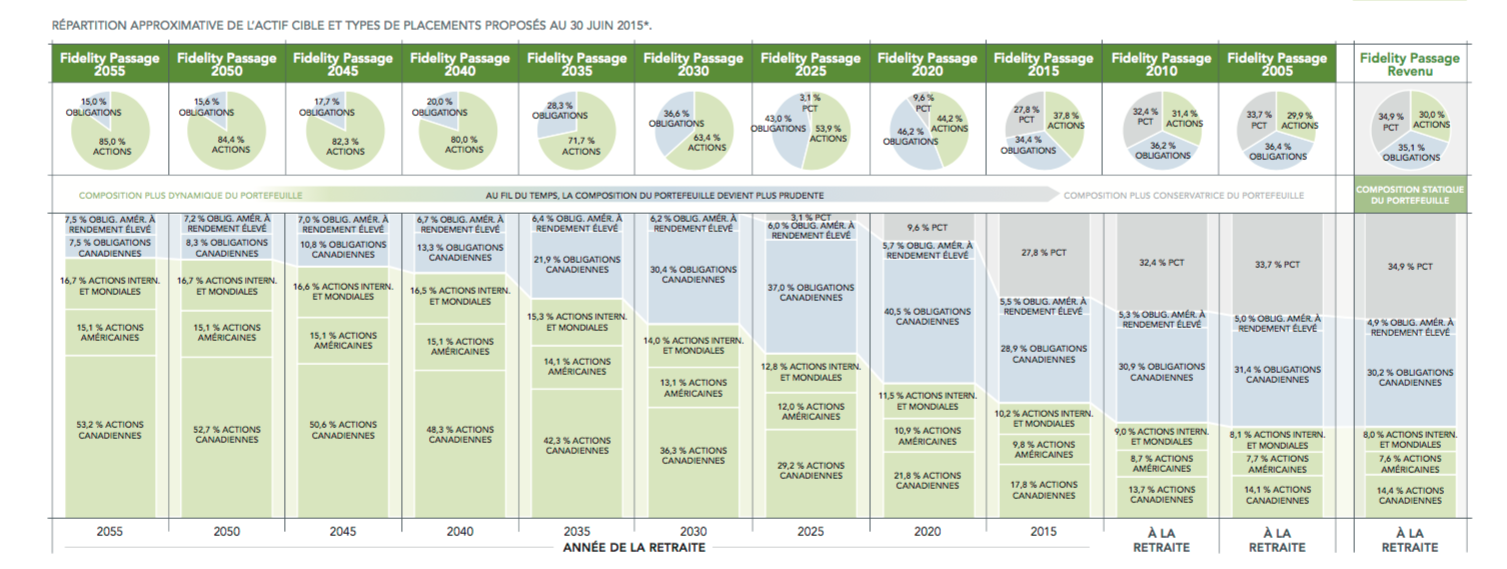 RÉPARTITION APPROXIMATIVE DE L'ACTIF CIBLE ET TYPES DE PLACEMENTS PROPOSÉS AU 30 JUIN 2015*.
Fidelity Passage
2055
Fidelity Passage
2050
Fidelity Passage
2045
Fidelity Passage
2040
Fidelity Passage
2035
Fidelity Passage
2030
Fidelity Passage
2025
Fidelity Passage
2020
Fidelity Passage
2015
Fidelity Passage
2010
Fidelity Passage
2005
Fidelity Passage
Revenu
15,0 %
OBLIGATIONS
85,0 %
ACTIONS
15,6 %
OBLIGATIONS
84,4 %
ACTIONS
17,7 %
OBLIGATIONS
82,3 %
ACTIONS
20,0 %
OBLIGATIONS
80,0 %
ACTIONS
28,3 %
OBLIGATIONS
71,7 %
ACTIONS
36,6 %
OBLIGATIONS
63,4 %
ACTIONS
3,1 %
PCT
43,0 %
OBLIGATIONS
53,9 %
ACTIONS
9,6 %
PCT
44,2 %
ACTIONS
46,2 %
OBLIGATIONS
27,8 %
PCT
37,8 %
ACTIONS
34,4 %
OBLIGATIONS
32,4 %
PCT
31,4 %
ACTIONS
36,2 %
OBLIGATIONS
33,7 %
PCT
29,9 %
ACTIONS
36,4 %
OBLIGATIONS
34,9 %
PCT
30,0 %
ACTIONS
35,1 %
OBLIGATIONS
COMPOSITION PLUS DYNAMIQUE DU PORTEFEUILLE
AU FIL DU TEMPS, LA COMPOSITION DU PORTEFEUILLE DEVIENT PLUS PRUDENTE
COMPOSITION PLUS CONSERVATRICE DU PORTEFEUILLE
COMPOSITION STATIQUE
DU PORTEFEUILLE
7,5 % OBLIG. AMÉR. À
RENDEMENT ÉLEVÉ
7,5 % OBLIGATIONS
CANADIENNES
16,7 % ACTIONS INTERN.
ET MONDIALES
15,1 % ACTIONS
AMÉRICAINES
53,2 % ACTIONS
CANADIENNES
7,2 % OBLIG. AMÉR. À
RENDEMENT ÉLEVÉ
8,3 % OBLIGATIONS
CANADIENNES
16,7 % ACTIONS INTERN.
ET MONDIALES
15,1 % ACTIONS
AMÉRICAINES
52,7 % ACTIONS
CANADIENNES
7,0 % OBLIG. AMÉR. À
RENDEMENT ÉLEVÉ
10,8 % OBLIGATIONS
CANADIENNES
16,6 % ACTIONS INTERN.
ET MONDIALES
15,1 % ACTIONS
AMÉRICAINES
50,6 % ACTIONS
CANADIENNES
6,7 % OBLIG. AMÉR. À
RENDEMENT ÉLEVÉ
13,3 % OBLIGATIONS
CANADIENNES
16,5 % ACTIONS INTERN.
ET MONDIALES
15,1 % ACTIONS
AMÉRICAINES
48,3 % ACTIONS
CANADIENNES
6,4 % OBLIG. AMÉR. À
RENDEMENT ÉLEVÉ
21,9 % OBLIGATIONS
CANADIENNES
15,3 % ACTIONS INTERN.
ET MONDIALES
14,1 % ACTIONS
AMÉRICAINES
42,3 % ACTIONS
CANADIENNES
6,2 % OBLIG. AMÉR. À
RENDEMENT ÉLEVÉ
30,4 % OBLIGATIONS
CANADIENNES
14,0 % ACTIONS INTERN.
ET MONDIALES
13,1 % ACTIONS
AMÉRICAINES
36,3 % ACTIONS
CANADIENNES
3,1 % PCT
6,0 % OBLIG. AMÉR. À
RENDEMENT ÉLEVÉ
37,0 % OBLIGATIONS
CANADIENNES
12,8 % ACTIONS INTERN.
ET MONDIALES
12,0 % ACTIONS
AMÉRICAINES
29,2 % ACTIONS
CANADIENNES
9,6 % PCT
5,7 % OBLIG. AMÉR. À
RENDEMENT ÉLEVÉ
40,5 % OBLIGATIONS
CANADIENNES
11,5 % ACTIONS INTERN.
ET MONDIALES
10,9 % ACTIONS
AMÉRICAINES
21,8 % ACTIONS
CANADIENNES
27,8 % PCT
5,5 % OBLIG. AMÉR. À
RENDEMENT ÉLEVÉ
28,9 % OBLIGATIONS
CANADIENNES
10,2 % ACTIONS INTERN.
ET MONDIALES
9,8 % ACTIONS
AMÉRICAINES
17,8 % ACTIONS
CANADIENNES
32,4 % PCT
5,3 % OBLIG. AMÉR. À
RENDEMENT ÉLEVÉ
30,9 % OBLIGATIONS
CANADIENNES
9,0 % ACTIONS INTERN.
ET MONDIALES
8,7 % ACTIONS
AMÉRICAINES
13,7 % ACTIONS
CANADIENNES
33,7 % PCT
5,0 % OBLIG. AMÉR. À
RENDEMENT ÉLEVÉ
31,4 % OBLIGATIONS
CANADIENNES
8,1 % ACTIONS INTERN.
ET MONDIALES
7,7 % ACTIONS
AMÉRICAINES
14,1 % ACTIONS
CANADIENNES
34,9 % PCT
4,9 % OBLIG. AMÉR. À
RENDEMENT ÉLEVÉ
30,2 % OBLIGATIONS
CANADIENNES
8,0 % ACTIONS INTERN.
ET MONDIALES
7,6 % ACTIONS
AMÉRICAINES
14,4 % ACTIONS
CANADIENNES
2055
2050
2045
2040
2035
2030
2025
2020
2015
À LA
RETRAITE
À LA
RETRAITE
À LA
RETRAITE
ANNÉE DE LA RETRAITE